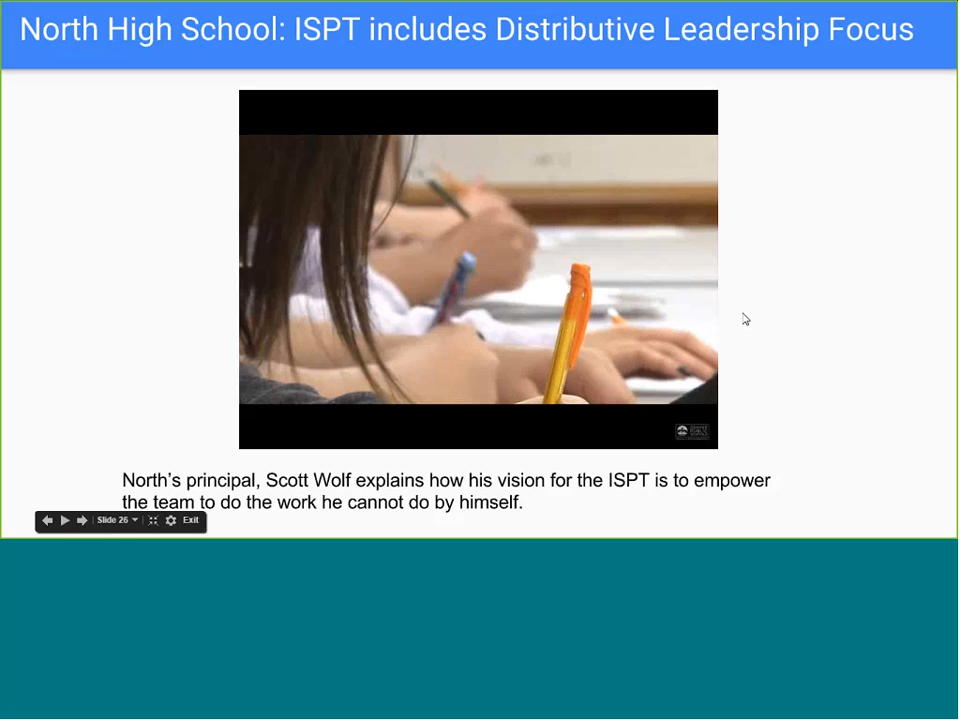 North High School: ISPT includes Distributive Leadership Focus
North's principal, Scott Wolf explains how his vision for the ISPT is to empower
the team to do the work he cannot do by himself.
Slide 26
Exit